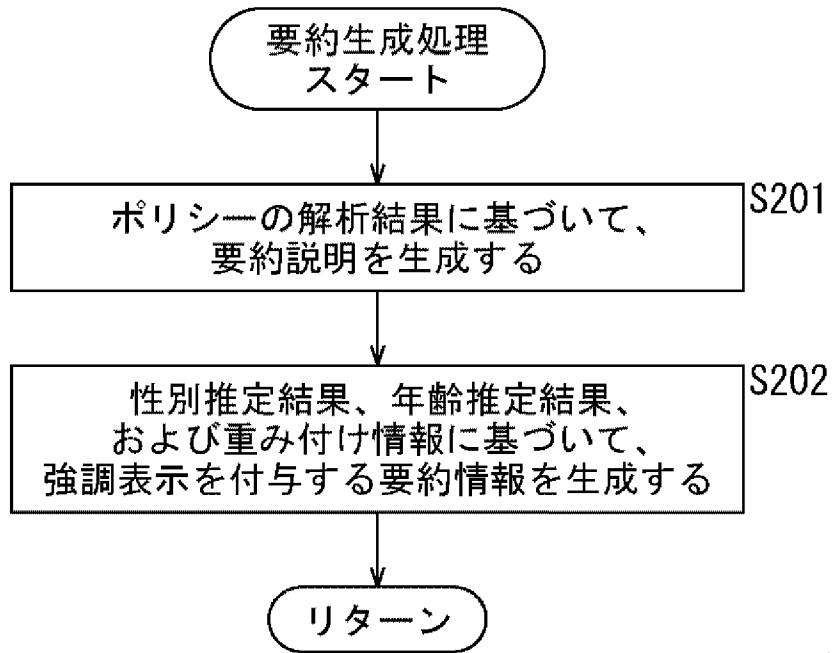 要約生成処理
スタート
S201
ポリシーの解析結果に基づいて、
要約説明を生成する
S202
性別推定結果、年齢推定結果、
および重み付け情報に基づいて、
強調表示を付与する要約情報を生成する
リターン